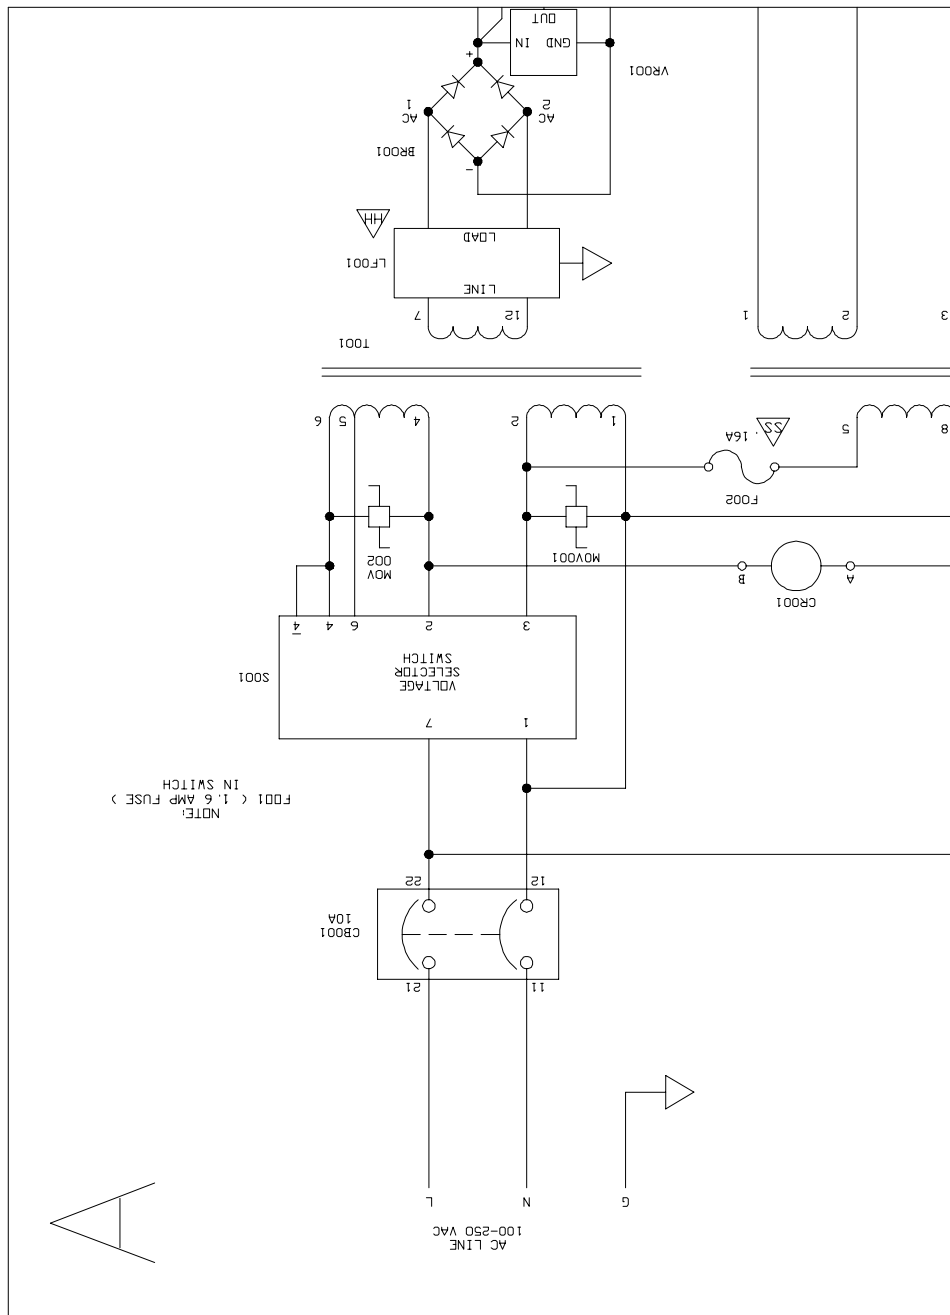 AC LINE
100-250 VAC
G
N
L
A
11
21
CB001
10A
12
22
NOTE:
F001 ( 1.6 AMP FUSE )
IN SWITCH
1
7
VOLTAGE
SELECTOR
SWITCH
S001
3
2
6
4
4
CR001
A
B
MOV001
MOV
002
F002
.16A
SS
8
5
1
2
4
5
6
T001
3
2
1
12
7
LINE
LF001
LOAD
HH
-
BR001
AC
2
AC
1
+
VR001
GND
IN
OUT